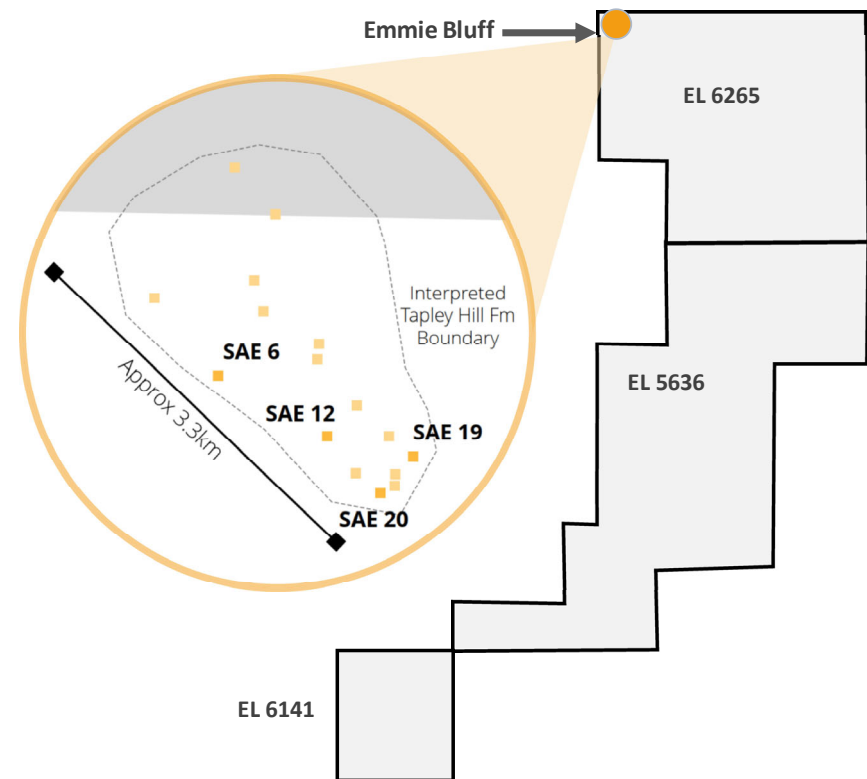 Emmie Bluff
EL 6265
Interpreted
Tapley Hill Fm
Boundary
SAE 6
EL 5636
Approx 3.3km
SAE 12
SAE 19
SAE 20
EL 6141